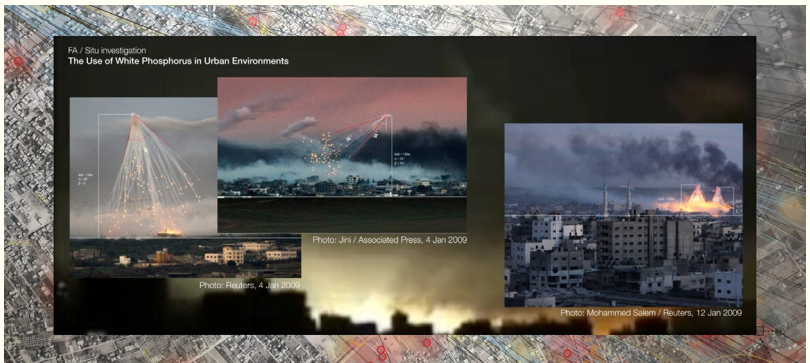 FA / Situ investigation
The Use of White Phosphorus in Urban Environments
Photo: Jini / Associated Press, 4 Jan 2009
Photo: Reuters, 4 Jan 2009
Photo: Mohammed Salem / Reuters, 12 Jan 2009